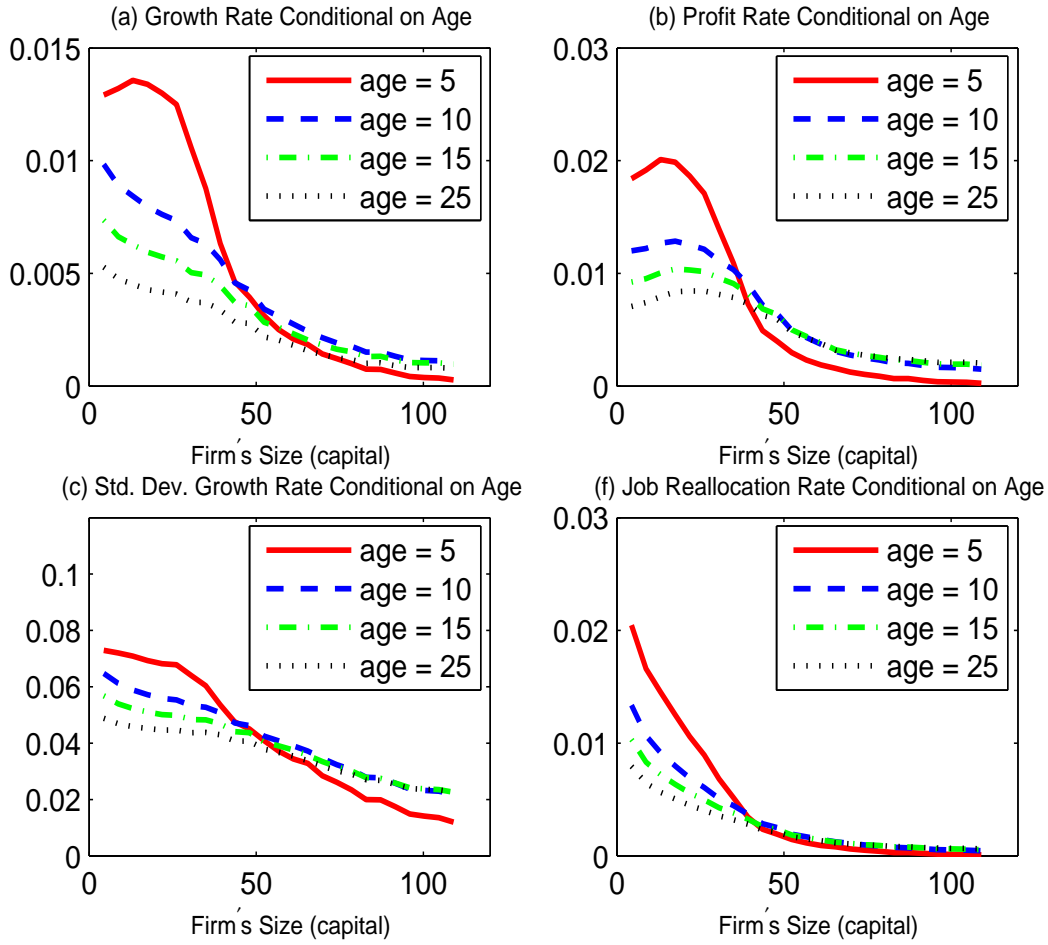 (a) Growth Rate Conditional on Age
0.015
0.01
0.005
0
0 50 100
age = 5
age = 10
age = 15
age = 25
Firm's Size (capital)
(b) Profit Rate Conditional on Age
0.03
0.02
0.01
0
0 50 100
age = 5
age = 10
age = 15
age = 25
Firm's Size (capital)
(c) Std. Dev. Growth Rate Conditional on Age
0.1
0.08
0.06
0.04
0.02
0
0 50 100
age = 5
age = 10
age = 15
age = 25
Firm's Size (capital)
(f) Job Reallocation Rate Conditional on Age
0.03
0.02
0.01
0
0 50 100
age = 5
age = 10
age = 15
age = 25
Firm's Size (capital)